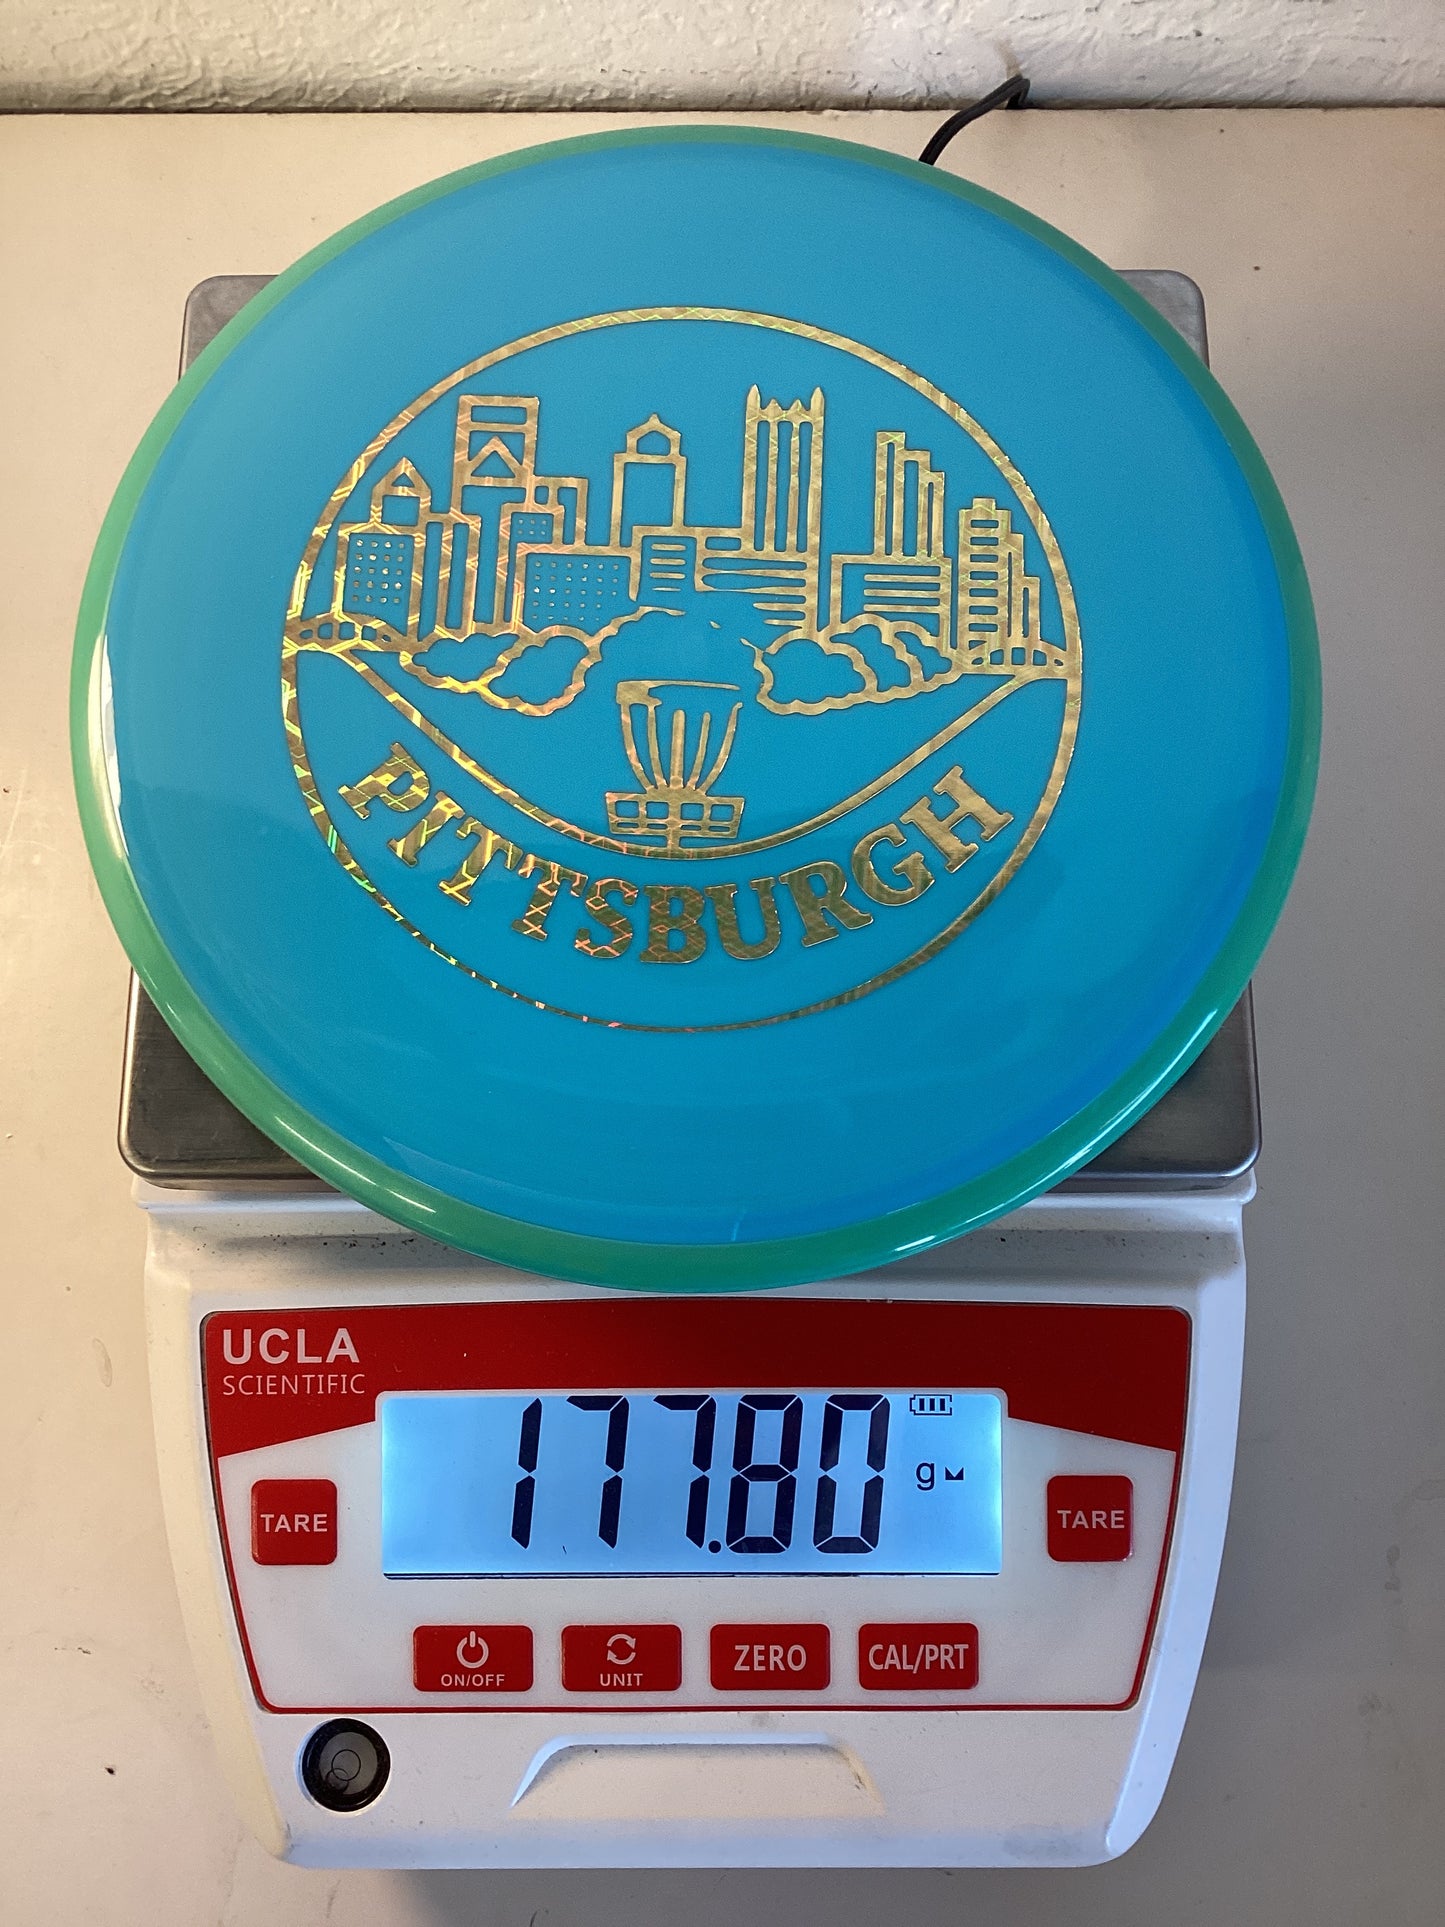 PITTSBURGH
UCLA
SCIENTIFIC
177.80 g
TARE
TARE
ON/OFF
UNIT
ZERO
CAL/PRT